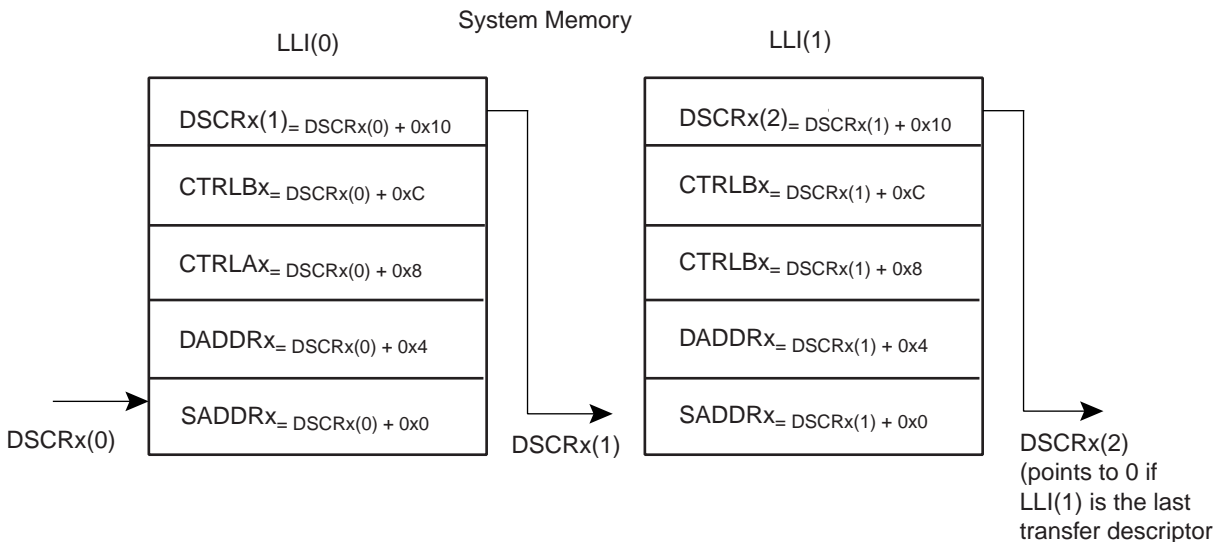 System Memory
LLI(0)
LLI(1)
DSCRx(1)= DSCRx(0) + 0x10
CTRLBx= DSCRx(0) + 0xC
CTRLAx= DSCRx(0) + 0x8
DADDRx= DSCRx(0) + 0x4
SADDRx= DSCRx(0) + 0x0
DSCRx(0)
DSCRx(1)
DSCRx(2)= DSCRx(1) + 0x10
CTRLBx= DSCRx(1) + 0xC
CTRLBx= DSCRx(1) + 0x8
DADDRx= DSCRx(1) + 0x4
SADDRx= DSCRx(1) + 0x0
DSCRx(2)
(points to 0 if
LLI(1) is the last
transfer descriptor